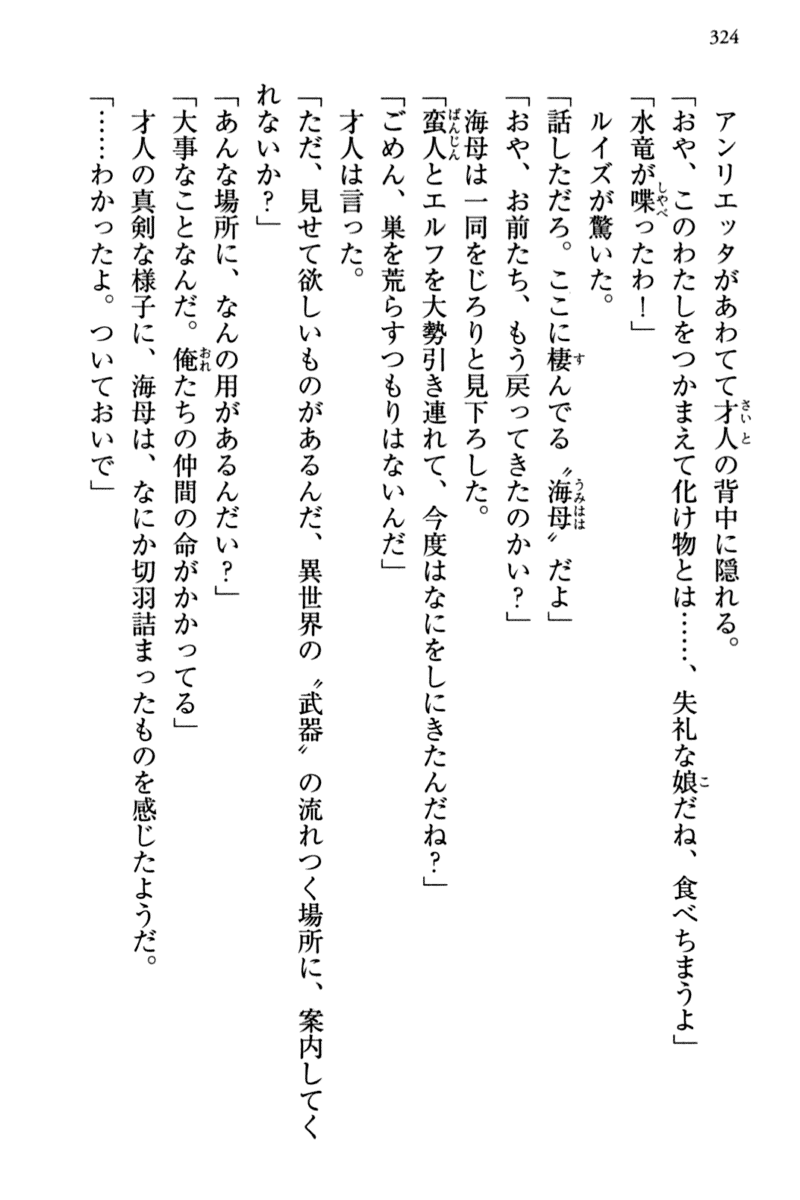 324
アンリエッタがあわてて才人の背中に隠れる。
「おや、このわたしをつかまえて化け物とは……、失礼な娘だね、食べちまうよ」
「水竜が喋ったわ！」
ルイズが驚いた。
「話しただろ。ここに棲んでる〝海母〟だよ」
「おや、お前たち、もう戻ってきたのかい？」
海母は一同をじろりと見下ろした。
「蛮人とエルフを大勢引き連れて、今度はなにをしにきたんだね？」
「ごめん、巣を荒らすつもりはないんだ」
才人は言った。
「ただ、見せて欲しいものがあるんだ、異世界の〝武器〟の流れつく場所に、案内してく
れないか？」
「あんな場所に、なんの用があるんだい？」
「大事なことなんだ。俺たちの仲間の命がかかってる」
才人の真剣な様子に、海母は、なにか切羽詰まったものを感じたようだ。
「……わかったよ。ついておいで」